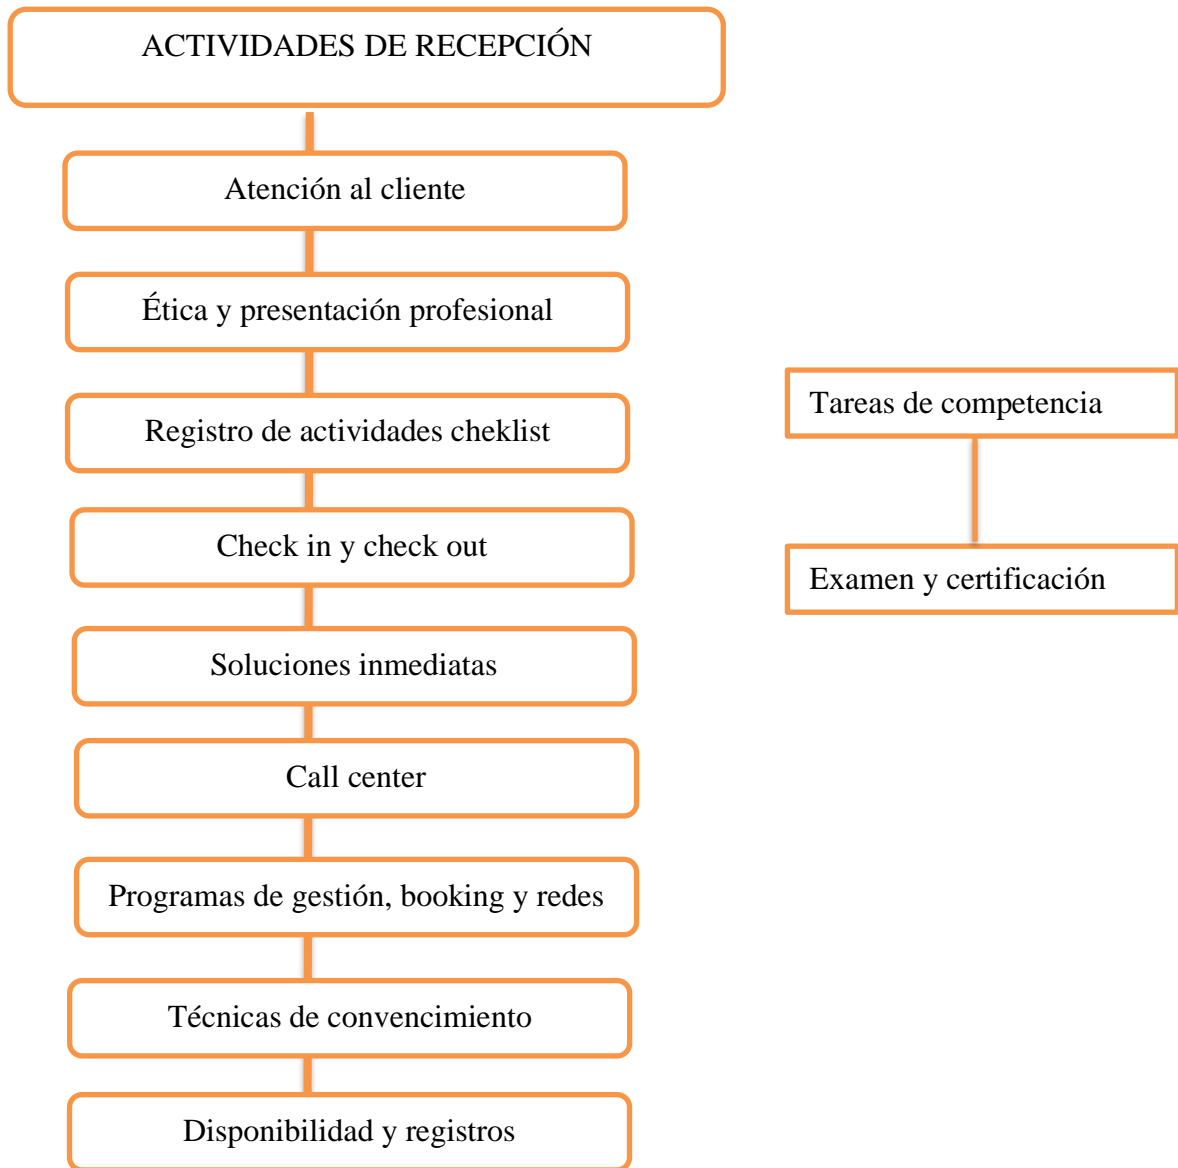 ACTIVIDADES DE RECEPCIÓN
Atención al cliente
Ética y presentación profesional
Registro de actividades cheklist
Check in y check out
Soluciones inmediatas
Call center
Programas de gestión, booking y redes
Técnicas de convencimiento
Disponibilidad y registros
Tareas de competencia
Examen y certificación